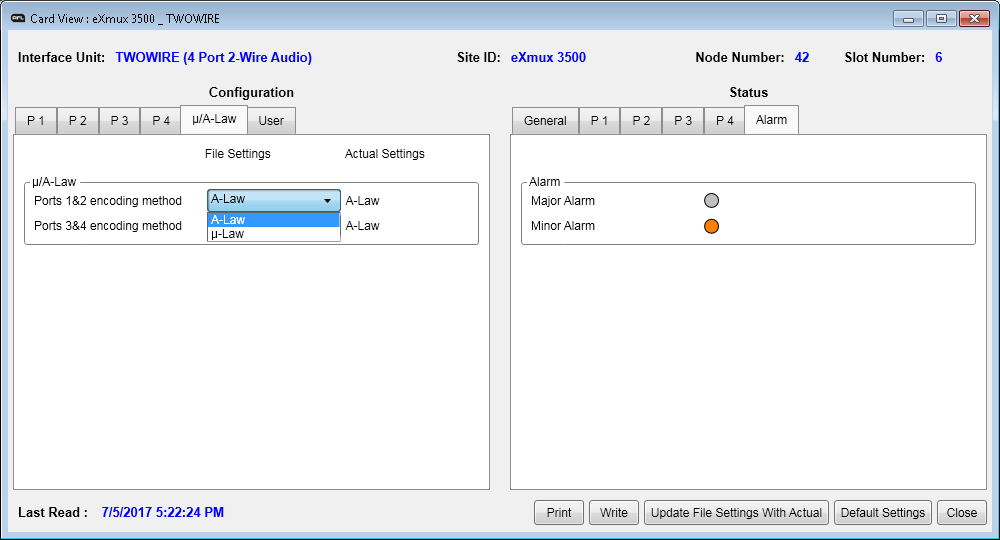 AFL Card View : eXmux 3500 _ TWOWIRE
Interface Unit: TWOWIRE (4 Port 2-Wire Audio) Site ID: eXmux 3500 Node Number: 42 Slot Number: 6
Configuration
P 1 P 2 P 3 P 4 μ/A-Law User
File Settings Actual Settings
μ/A-Law
Ports 1&2 encoding method A-Law A-Law
A-Law
Ports 3&4 encoding method A-Law
μ-Law
Status
General P 1 P 2 P 3 P 4 Alarm
Alarm
Major Alarm
Minor Alarm
Last Read : 7/5/2017 5:22:24 PM
Print Write Update File Settings With Actual Default Settings Close